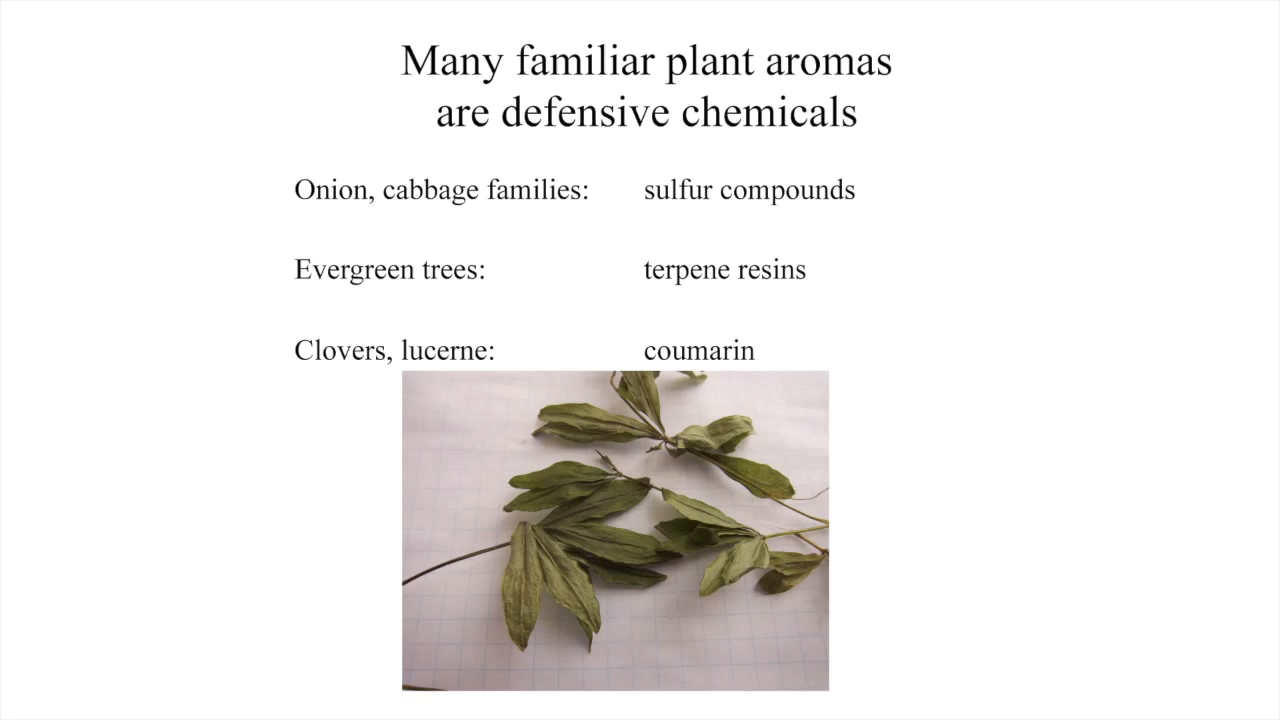 Many familiar plant aromas
are defensive chemicals
Onion, cabbage families: sulfur compounds
Evergreen trees: terpene resins
Clovers, lucerne: coumarin